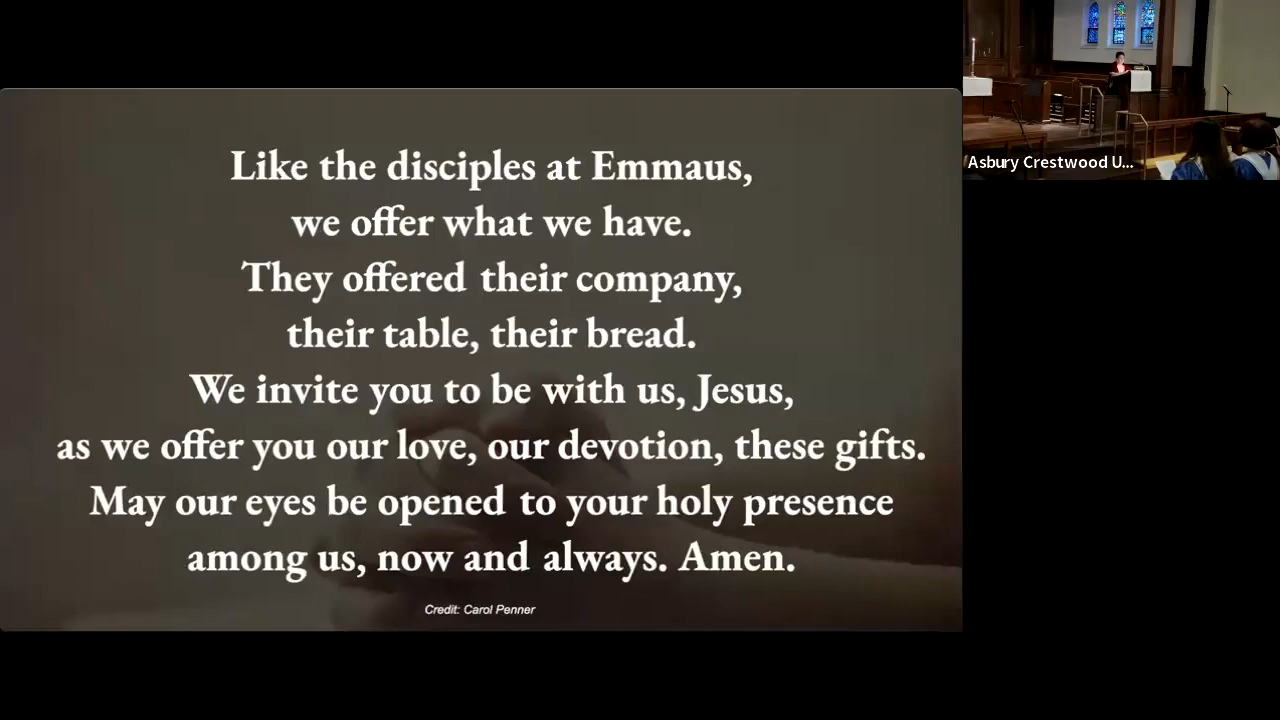 Like the disciples at Emmaus,
we offer what we have.
They offered their company,
their table, their bread.
We invite you to be with us, Jesus,
as we offer you our love, our devotion, these gifts.
May our eyes be opened to your holy presence
among us, now and always. Amen.
Credit: Carol Penner
Asbury Crestwood U...